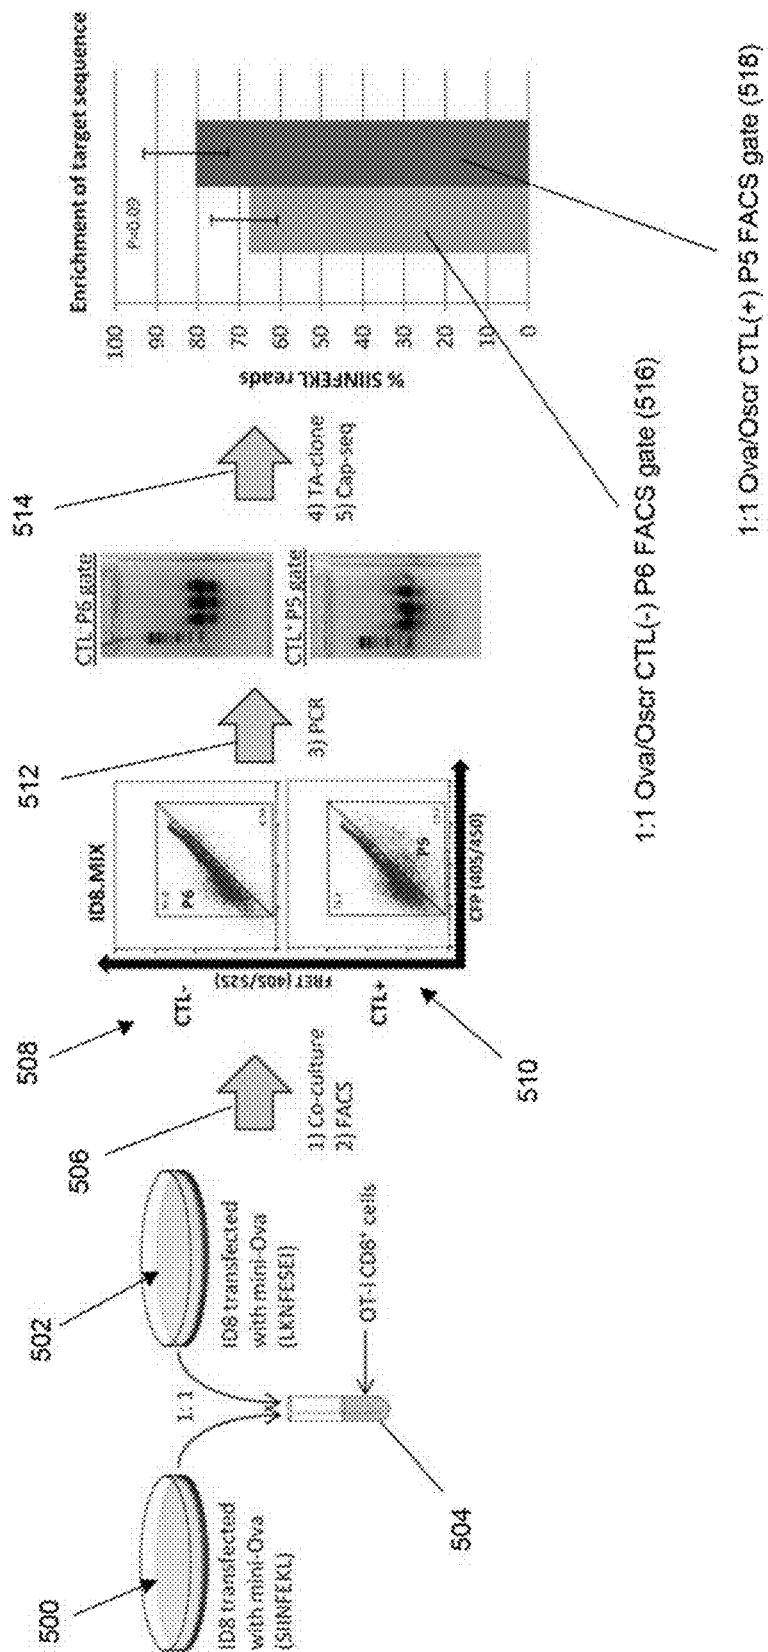 500
ID8 transfected
with mini-Ova
(SIINFEKL)
1:1
502
ID8 transfected
with mini-Ova
(LKNFESEI)
OT-I CD8⁺ cells
504
506
1) Co-culture
2) FACS
508
ID8.MIX
CTL-
P6
CTL+
P5
FRET (405/525)
CFP (405/450)
510
512
3) PCR
CTL⁻ P6 gate
CTL⁺ P5 gate
514
4) TA-clone
5) Cap-seq
Enrichment of target sequence
P=0.09
% SIINFEKL reads
100
90
80
70
60
50
40
30
20
10
0
1:1 Ova/Oscr CTL(-) P6 FACS gate (516)
1:1 Ova/Oscr CTL(+) P5 FACS gate (518)